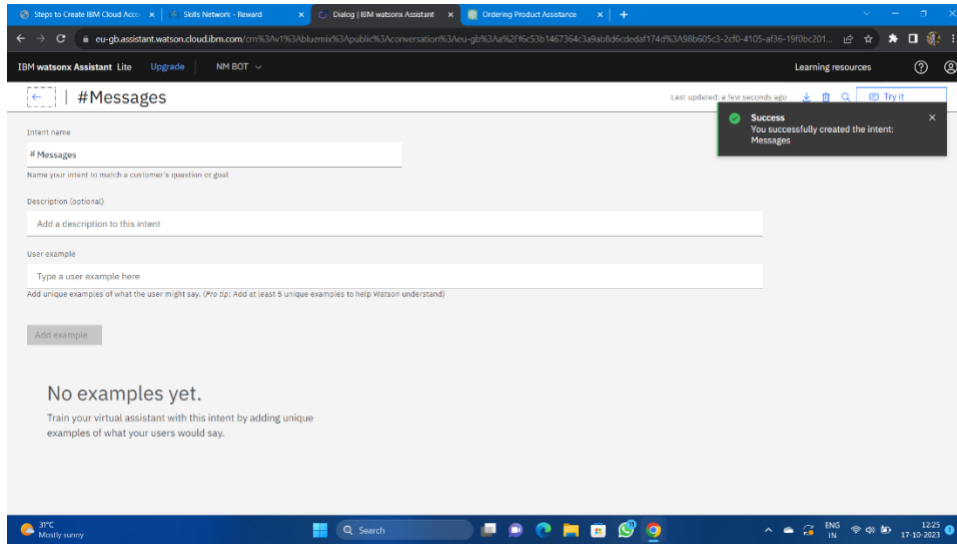 Steps to Create IBM Cloud Acco
Skills Network - Reward
Dialog | IBM watsonx Assistant
Ordering Product Assistance
IBM watsonx Assistant Lite
Upgrade
NM BOT
Learning resources
#Messages
Last updated: a few seconds ago
Try it
Success
You successfully created the intent:
Messages
Intent name
# Messages
Name your intent to match a customer's question or goal
Description (optional)
Add a description to this intent
User example
Type a user example here
Add unique examples of what the user might say. (Pro tip: Add at least 5 unique examples to help Watson understand)
Add example
No examples yet.
Train your virtual assistant with this intent by adding unique
examples of what your users would say.
31°C
Mostly sunny
Search
ENG
IN
12:25
17-10-2023